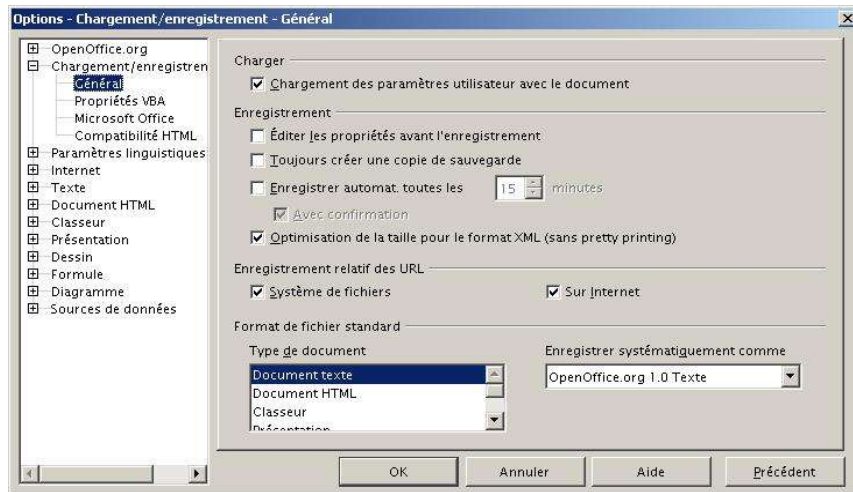 Options - Chargement/enregistrement - Général
OpenOffice.org
Chargement/enregistren
Général
Propriétés VBA
Microsoft Office
Compatibilité HTML
Paramètres linguistiques
Internet
Texte
Document HTML
Classeur
Présentation
Dessin
Formule
Diagramme
Sources de données
Charger
Chargement des paramètres utilisateur avec le document
Enregistrement
Éditer les propriétés avant l'enregistrement
Toujours créer une copie de sauvegarde
Enregistrer automat. toutes les 15 minutes
Avec confirmation
Optimisation de la taille pour le format XML (sans pretty printing)
Enregistrement relatif des URL
Système de fichiers Sur Internet
Format de fichier standard
Type de document Enregistrer systématiquement comme
Document texte OpenOffice.org 1.0 Texte
Document HTML
Classeur
Présentation
OK Annuler Aide Précédent